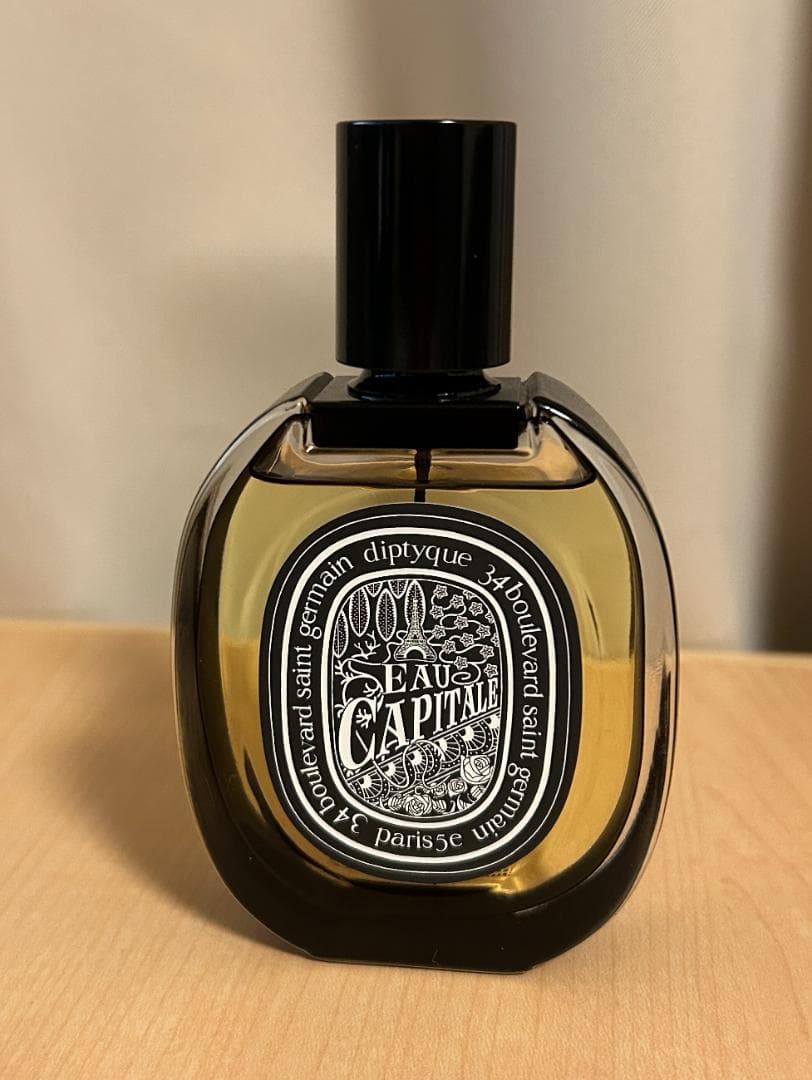 diptyque 34 boulevard saint germain paris5e 34 boulevard saint germain
EAU
CAPITALE